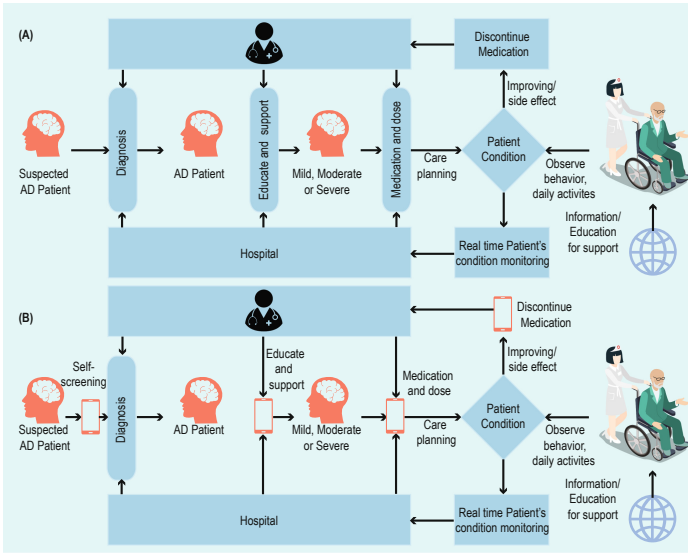 (A)
Discontinue
Medication
Improving/
side effect
Suspected
AD Patient
Diagnosis
AD Patient
Educate and support
Mild, Moderate
or Severe
Medication and dose
Care
planning
Patient
Condition
Observe
behavior,
daily activites
Information/
Education
for support
Hospital
Real time Patient's
condition monitoring
(B)
Discontinue
Medication
Improving/
side effect
Self-
screening
Suspected
AD Patient
Diagnosis
AD Patient
Educate
and
support
Mild, Moderate
or Severe
Medication
and dose
Care
planning
Patient
Condition
Observe
behavior,
daily activites
Information/
Education
for support
Hospital
Real time Patient's
condition monitoring